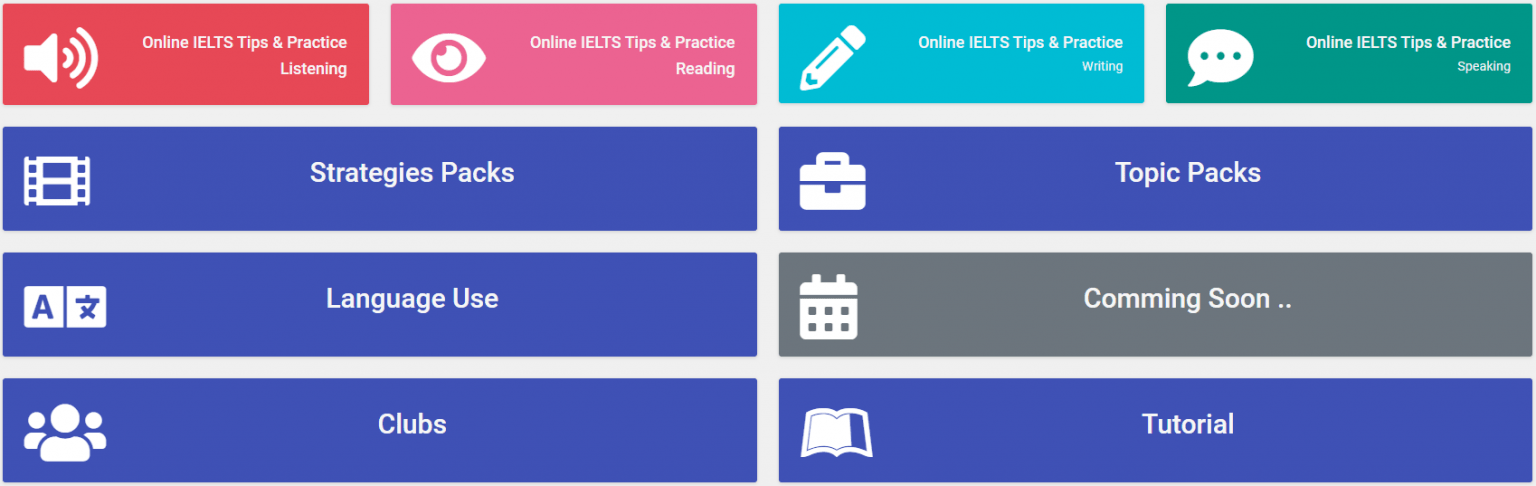 Online IELTS Tips & Practice
Listening
Online IELTS Tips & Practice
Reading
Online IELTS Tips & Practice
Writing
Online IELTS Tips & Practice
Speaking
Strategies Packs
Topic Packs
A 文
Language Use
Comming Soon ..
Clubs
Tutorial